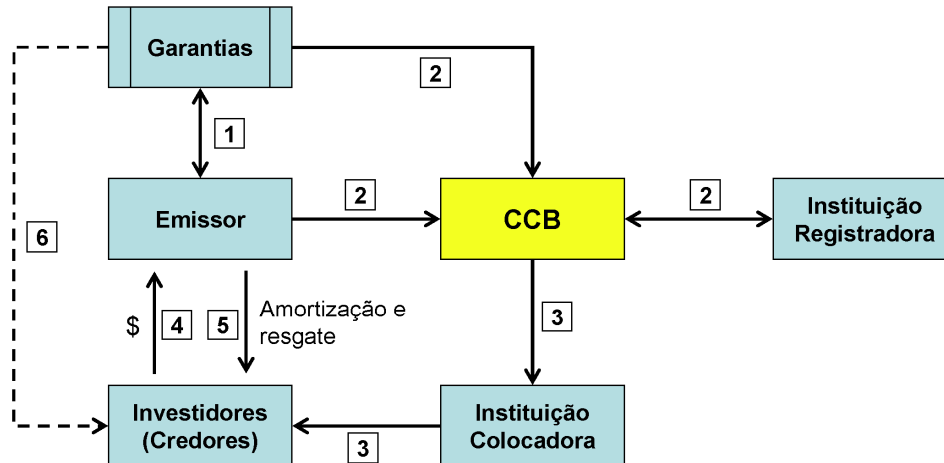 Garantias
2
1
Emissor
2
CCB
2
Instituição
Registradora
6
$
4
5
Amortização e
resgate
3
Investidores
(Credores)
3
Instituição
Colocadora